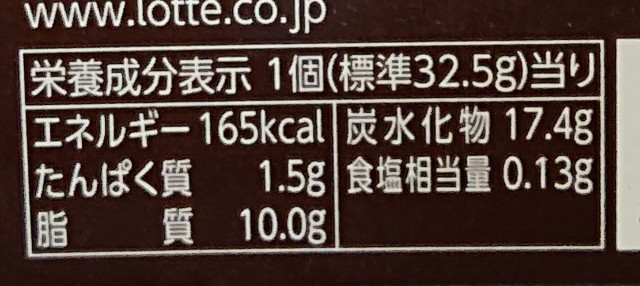 www.lotte.co.jp
栄養成分表示 1個(標準32.5g)当り
エネルギー 165kcal
たんぱく質 1.5g
脂質 10.0g
炭水化物 17.4g
食塩相当量 0.13g